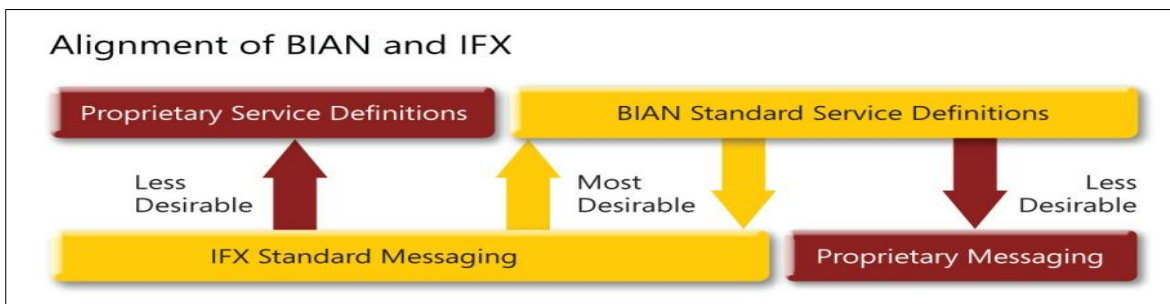 Alignment of BIAN and IFX
Proprietary Service Definitions
BIAN Standard Service Definitions
Less
Desirable
Most
Desirable
Less
Desirable
IFX Standard Messaging
Proprietary Messaging